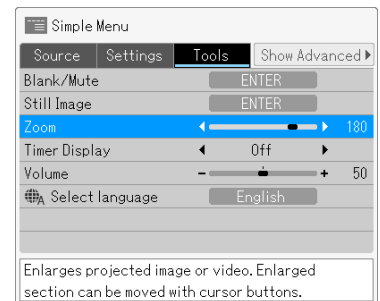 Simple Menu
Source Settings Tools Show Advanced
Blank/Mute ENTER
Still Image ENTER
Zoom 180
Timer Display Off
Volume - + 50
Select language English
Enlarges projected image or video. Enlarged
section can be moved with cursor buttons.